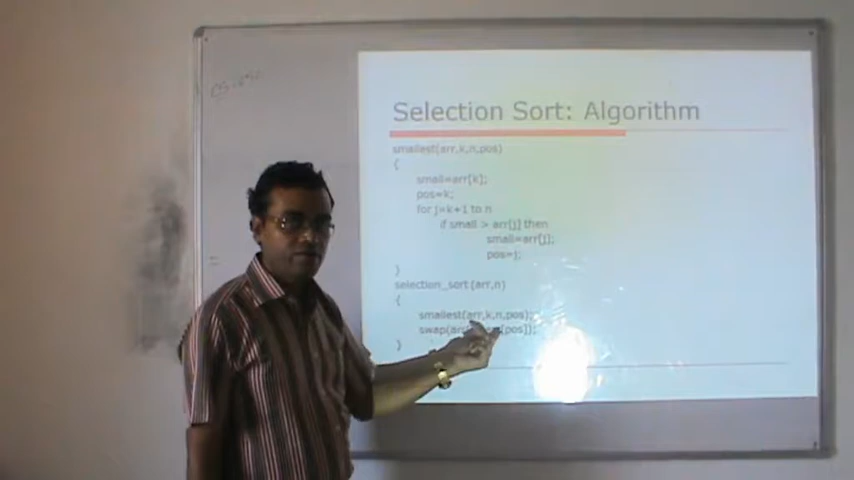 Selection Sort: Algorithm
smallest(arr,k,n,pos)
{
small=arr[k];
pos=k;
for j=k+1 to n
if small > arr[j] then
small=arr[j];
pos=j;
}
selection_sort(arr,n)
{
smallest(arr,k,n,pos);
[pos]);
}